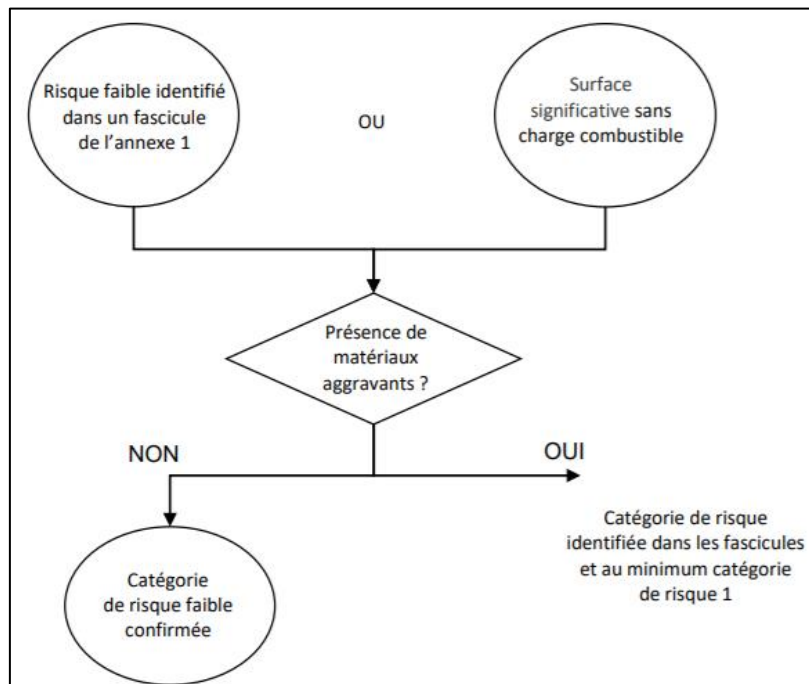 Risque faible identifié
dans un fascicule
de l’annexe 1
OU
Surface
significative sans
charge combustible
Présence de
matériaux
aggravants ?
NON
OUI
Catégorie
de risque faible
confirmée
Catégorie de risque
identifiée dans les fascicules
et au minimum catégorie
de risque 1